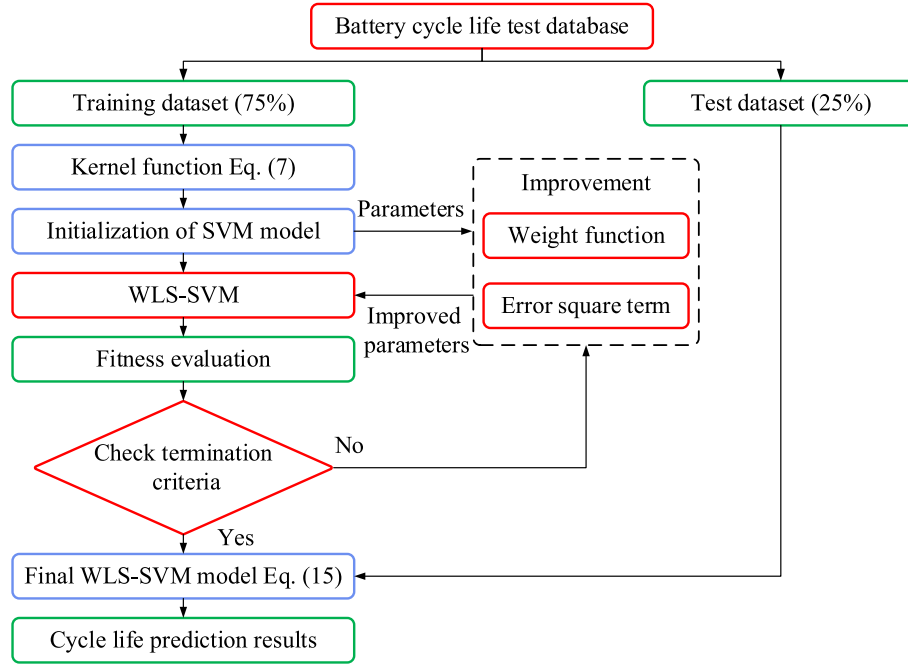 Battery cycle life test database
Training dataset (75%)
Test dataset (25%)
Kernel function Eq. (7)
Improvement
Initialization of SVM model
Parameters
Weight function
WLS-SVM
Improved
parameters
Error square term
Fitness evaluation
Check termination
criteria
No
Yes
Final WLS-SVM model Eq. (15)
Cycle life prediction results